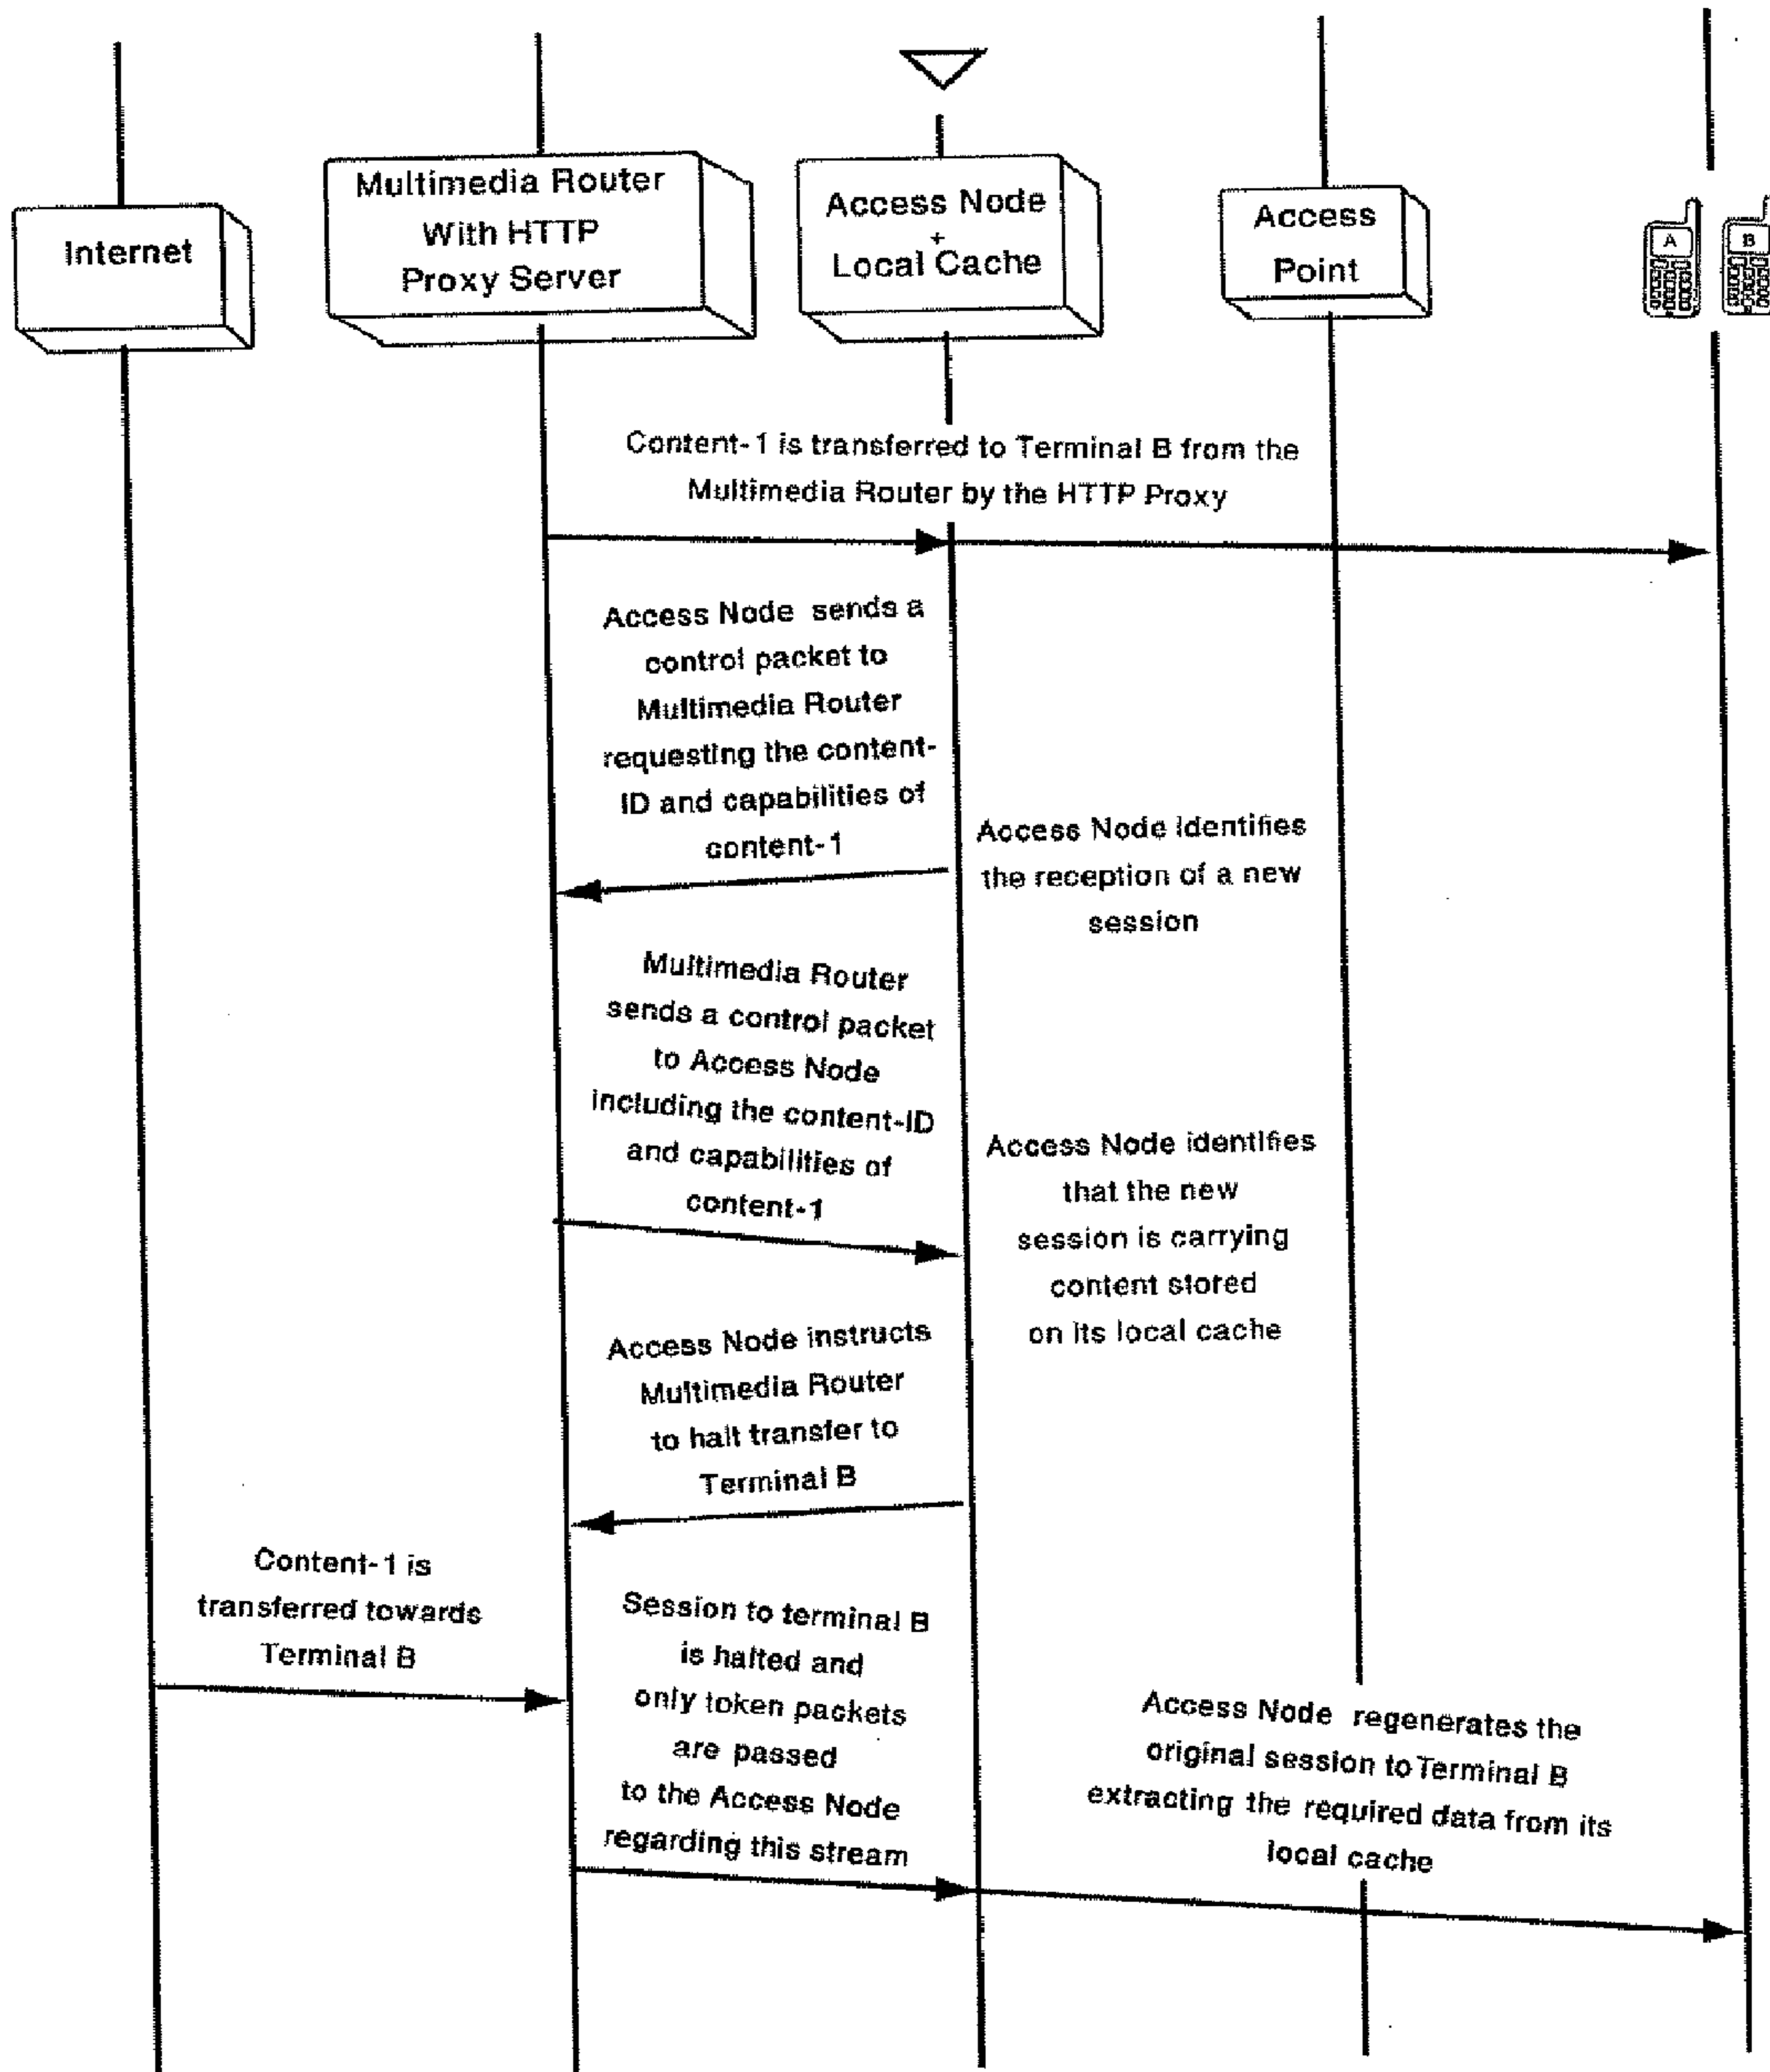 Internet
Multimedia Router
With HTTP
Proxy Server
Access Node
+
Local Cache
Access
Point
A
B
Content-1 is transferred to Terminal B from the
Multimedia Router by the HTTP Proxy
Access Node sends a
control packet to
Multimedia Router
requesting the content-
ID and capabilities of
content-1
Access Node identifies
the reception of a new
session
Multimedia Router
sends a control packet
to Access Node
including the content-ID
and capabilities of
content-1
Access Node identifies
that the new
session is carrying
content stored
on its local cache
Access Node instructs
Multimedia Router
to halt transfer to
Terminal B
Content-1 is
transferred towards
Terminal B
Session to terminal B
is halted and
only token packets
are passed
to the Access Node
regarding this stream
Access Node regenerates the
original session to Terminal B
extracting the required data from its
local cache